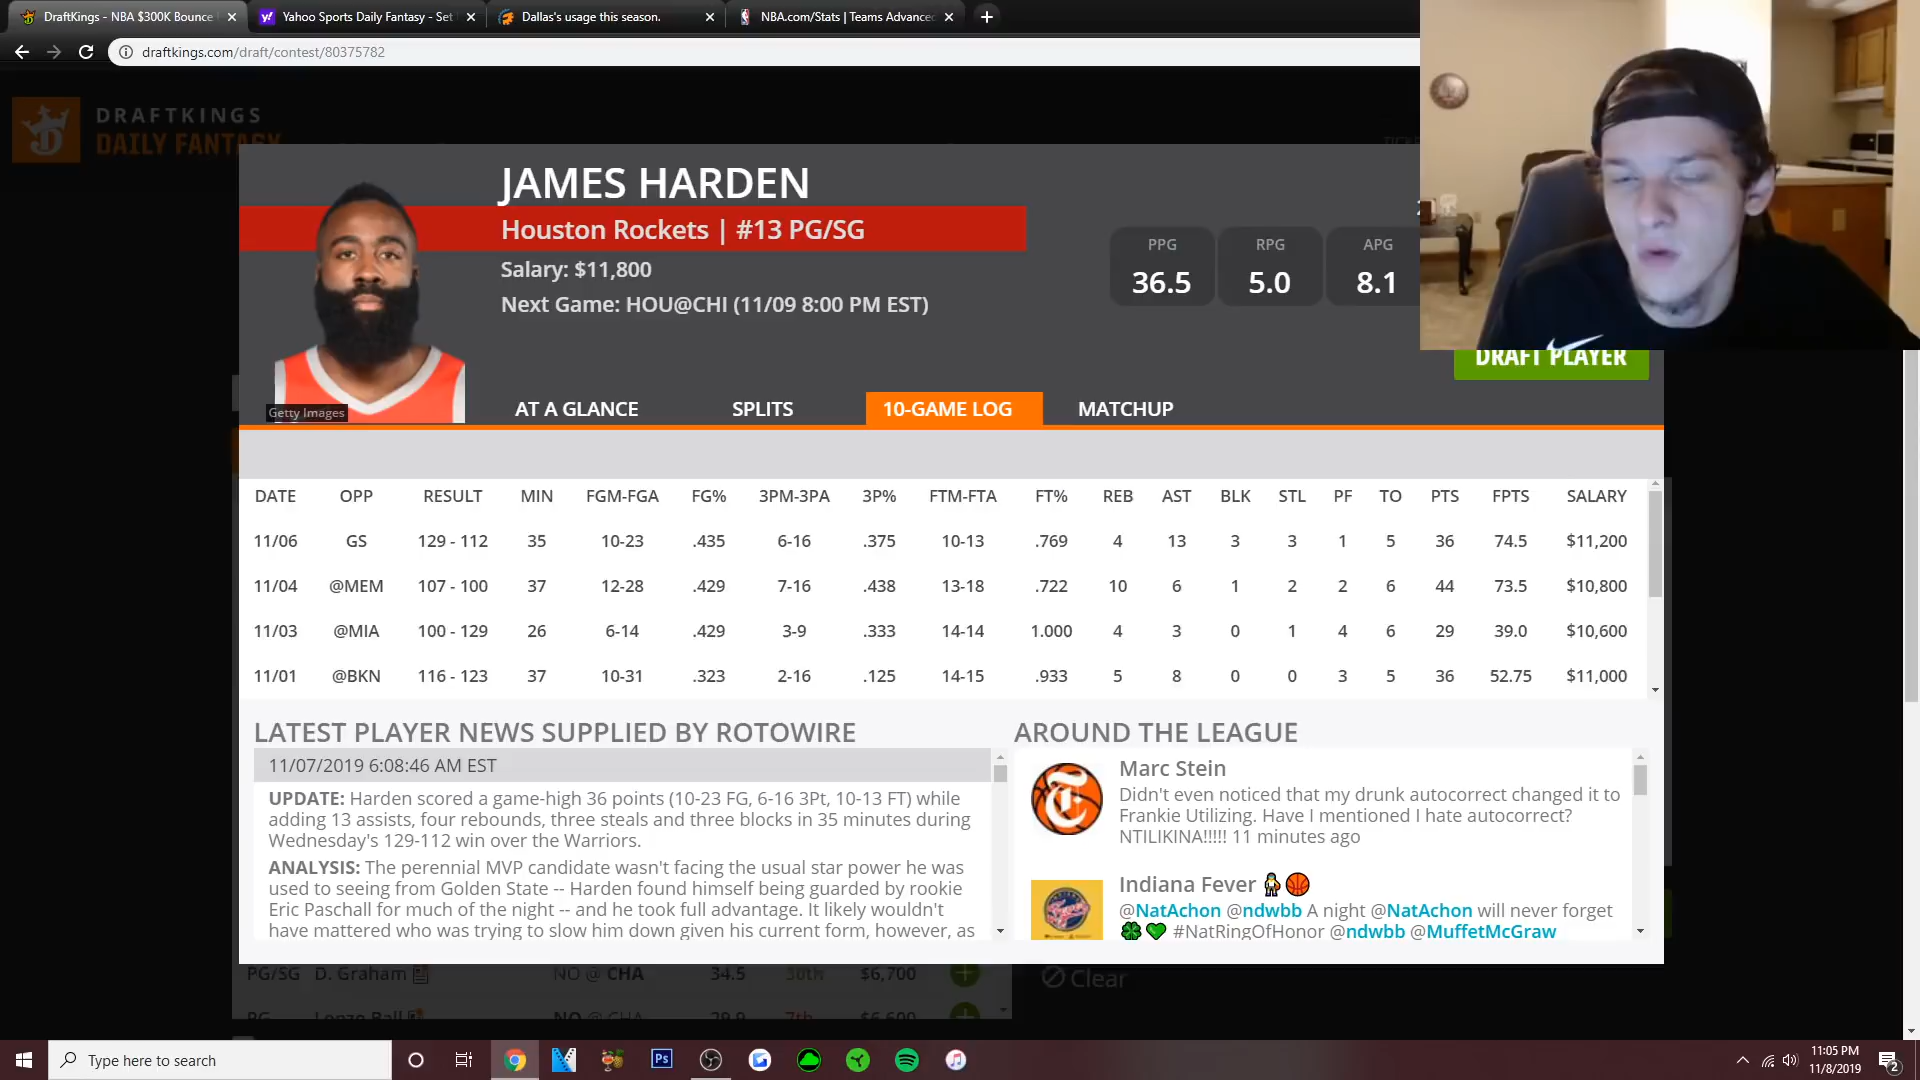 DraftKings - NBA $300K Bounce
Yahoo Sports Daily Fantasy - Set
Dallas's usage this season.
NBA.com/Stats | Teams Advanced
draftkings.com/draft/contest/80375782
DRAFTKINGS
DAILY FANTASY
JAMES HARDEN
Houston Rockets | #13 PG/SG
Salary: $11,800
Next Game: HOU@CHI (11/09 8:00 PM EST)
PPG RPG APG
36.5 5.0 8.1
DRAFT PLAYER
Getty Images
AT A GLANCE SPLITS 10-GAME LOG MATCHUP
DATE OPP RESULT MIN FGM-FGA FG% 3PM-3PA 3P% FTM-FTA FT% REB AST BLK STL PF TO PTS FPTS SALARY
11/06 GS 129 - 112 35 10-23 .435 6-16 .375 10-13 .769 4 13 3 3 1 5 36 74.5 $11,200
11/04 @MEM 107 - 100 37 12-28 .429 7-16 .438 13-18 .722 10 6 1 2 2 6 44 73.5 $10,800
11/03 @MIA 100 - 129 26 6-14 .429 3-9 .333 14-14 1.000 4 3 0 1 4 6 29 39.0 $10,600
11/01 @BKN 116 - 123 37 10-31 .323 2-16 .125 14-15 .933 5 8 0 0 3 5 36 52.75 $11,000
LATEST PLAYER NEWS SUPPLIED BY ROTOWIRE
11/07/2019 6:08:46 AM EST
UPDATE: Harden scored a game-high 36 points (10-23 FG, 6-16 3Pt, 10-13 FT) while
adding 13 assists, four rebounds, three steals and three blocks in 35 minutes during
Wednesday's 129-112 win over the Warriors.
ANALYSIS: The perennial MVP candidate wasn't facing the usual star power he was
used to seeing from Golden State -- Harden found himself being guarded by rookie
Eric Paschall for much of the night -- and he took full advantage. It likely wouldn't
have mattered who was trying to slow him down given his current form, however, as
AROUND THE LEAGUE
Marc Stein
Didn't even noticed that my drunk autocorrect changed it to
Frankie Utilizing. Have I mentioned I hate autocorrect?
NTILIKINA!!!!! 11 minutes ago
Indiana Fever
@NatAchon @ndwbb A night @NatAchon will never forget
#NatRingOfHonor @ndwbb @MuffetMcGraw
PG/SG D. Graham NO @ CHA 34.5 30th $6,700
Clear
PG Lonzo Ball NO @ CHA 29.9 7th $6,600
Type here to search
11:05 PM
11/8/2019
2